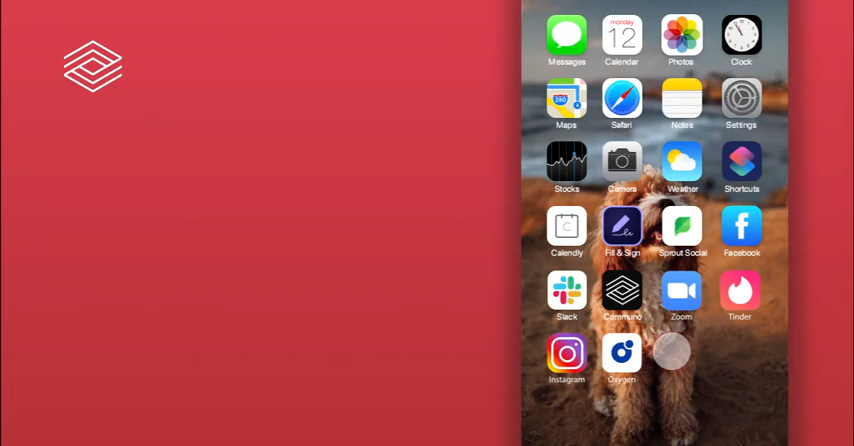 Messages
monday
12
Calendar
Photos
Clock
280
Maps
Safari
Notes
Settings
Stocks
Camera
Weather
Shortcuts
C
Calendly
Fill & Sign
Sprout Social
Facebook
Slack
Communo
Zoom
Tinder
Instagram
Oxygen